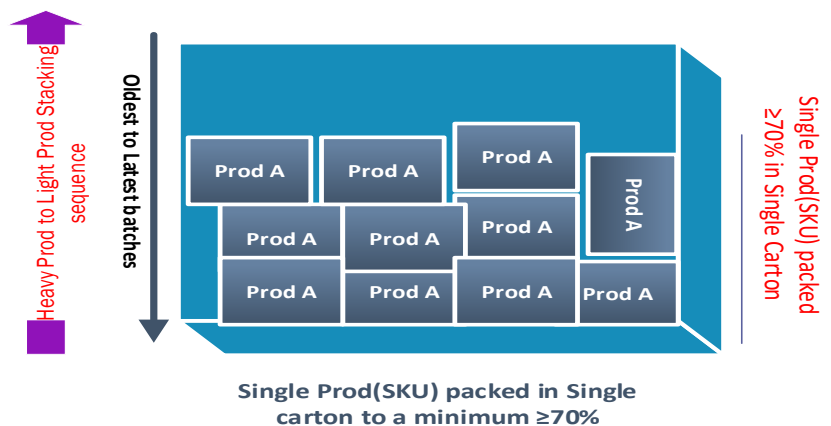 Heavy Prod to Light Prod Stacking
sequence
Oldest to Latest batches
Prod A
Prod A
Prod A
Prod A
Prod A
Prod A
Prod A
Prod A
Prod A
Prod A
Prod A
Single Prod(SKU) packed
≥70% in Single Carton
Single Prod(SKU) packed in Single
carton to a minimum ≥70%